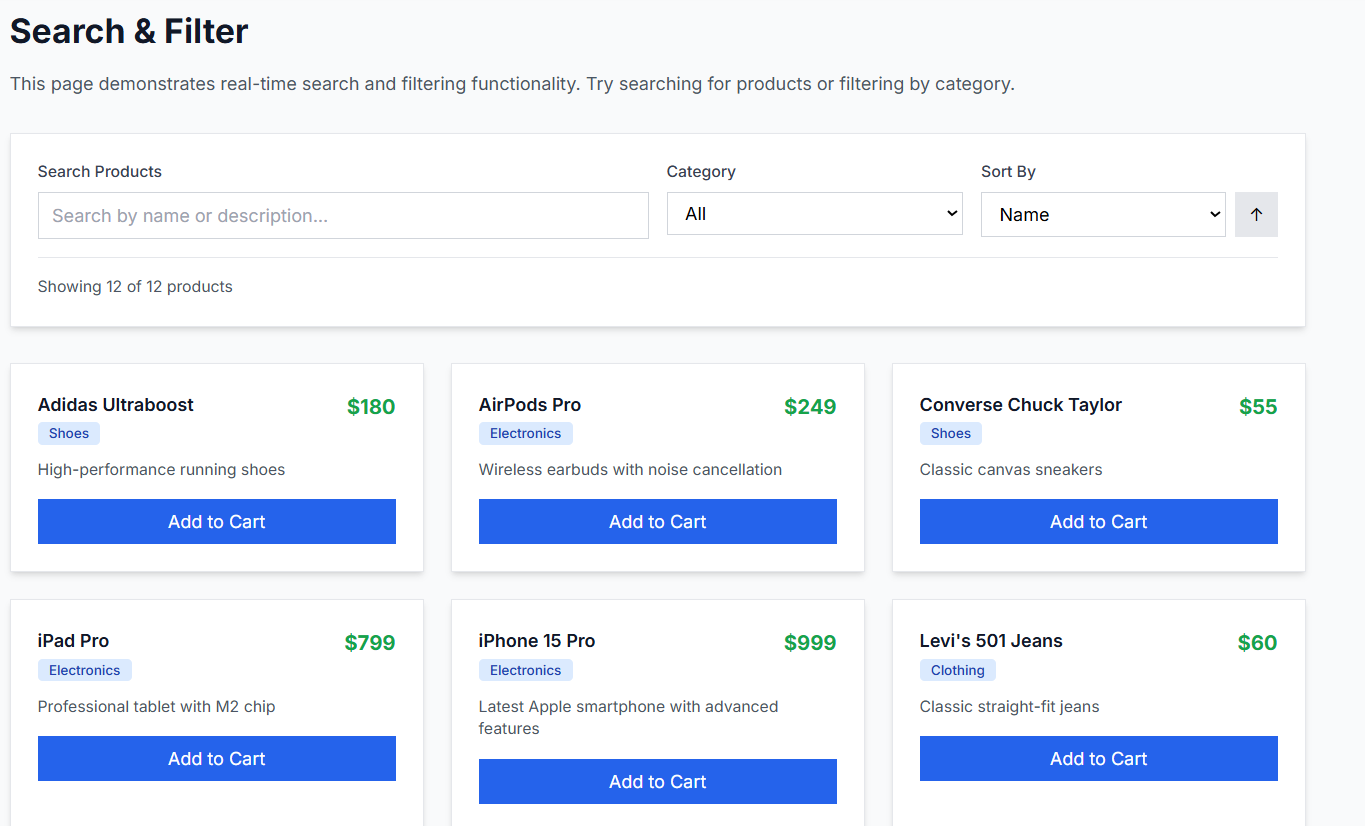 Search & Filter
This page demonstrates real-time search and filtering functionality. Try searching for products or filtering by category.
Search Products
Category
Sort By
Search by name or description...
All
Name
↑
Showing 12 of 12 products
Adidas Ultraboost
$180
Shoes
High-performance running shoes
Add to Cart
AirPods Pro
$249
Electronics
Wireless earbuds with noise cancellation
Add to Cart
Converse Chuck Taylor
$55
Shoes
Classic canvas sneakers
Add to Cart
iPad Pro
$799
Electronics
Professional tablet with M2 chip
Add to Cart
iPhone 15 Pro
$999
Electronics
Latest Apple smartphone with advanced
features
Add to Cart
Levi's 501 Jeans
$60
Clothing
Classic straight-fit jeans
Add to Cart